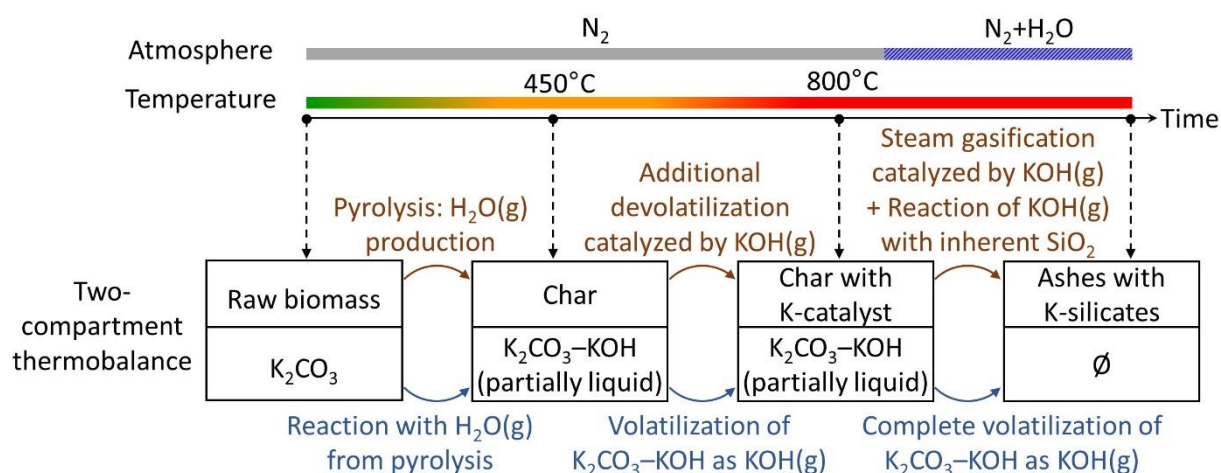 Atmosphere
N₂
N₂+H₂O
Temperature
450°C
800°C
Time
Pyrolysis: H₂O(g)
production
Additional
devolatilization
catalyzed by KOH(g)
Steam gasification
catalyzed by KOH(g)
+ Reaction of KOH(g)
with inherent SiO₂
Two-
compartment
thermobalance
Raw biomass
K₂CO₃
Char
K₂CO₃–KOH
(partially liquid)
Char with
K-catalyst
K₂CO₃–KOH
(partially liquid)
Ashes with
K-silicates
Ø
Reaction with H₂O(g)
from pyrolysis
Volatilization of
K₂CO₃–KOH as KOH(g)
Complete volatilization of
K₂CO₃–KOH as KOH(g)